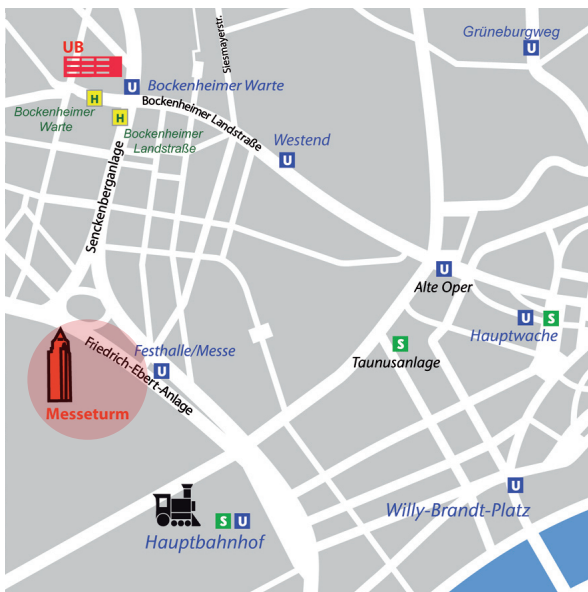 UB
Siesmayerstr.
Grüneburgweg
U
U
Bockenheimer Warte
H
H
Bockenheimer
Warte
Bockenheimer
Landstraße
Bockenheimer Landstraße
Westend
U
Senckenberganlage
U
Alte Oper
U
S
Hauptwache
S
Taunusanlage
Festhalle/Messe
U
Friedrich-Ebert-Anlage
Messeturm
U
Willy-Brandt-Platz
S
U
Hauptbahnhof